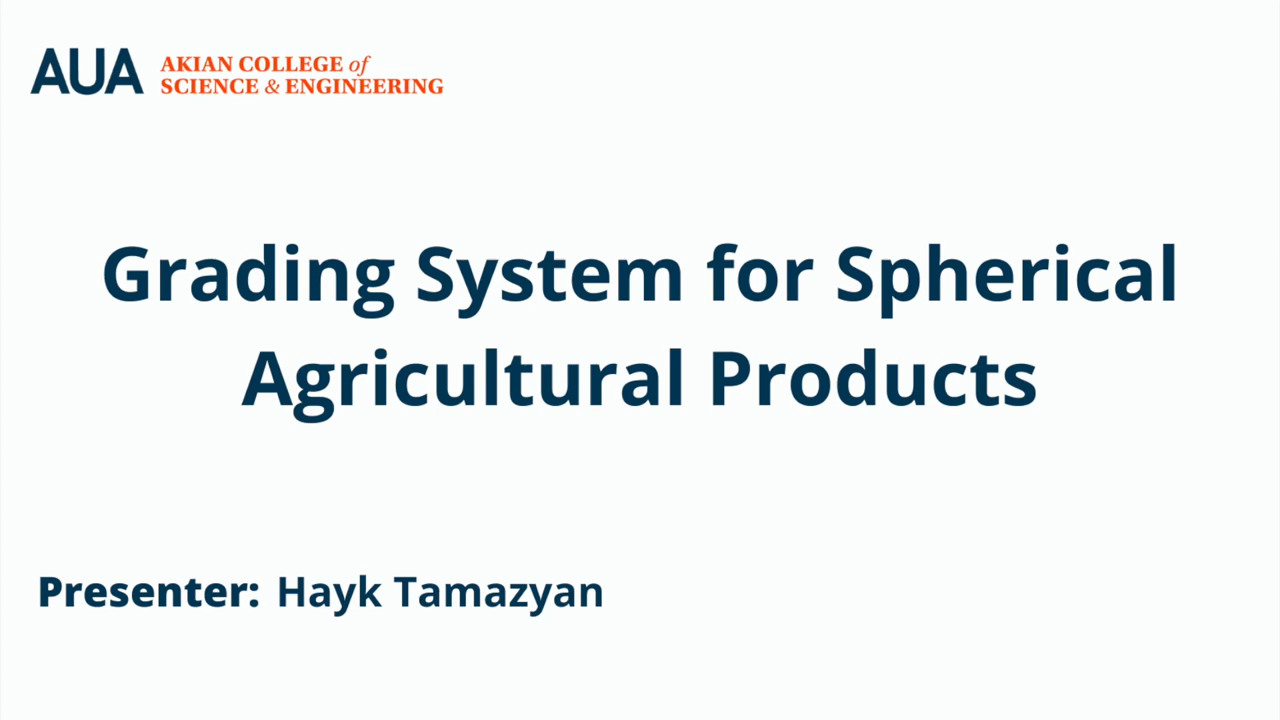 AUA
AKIAN COLLEGE of
SCIENCE & ENGINEERING
Grading System for Spherical
Agricultural Products
Presenter: Hayk Tamazyan